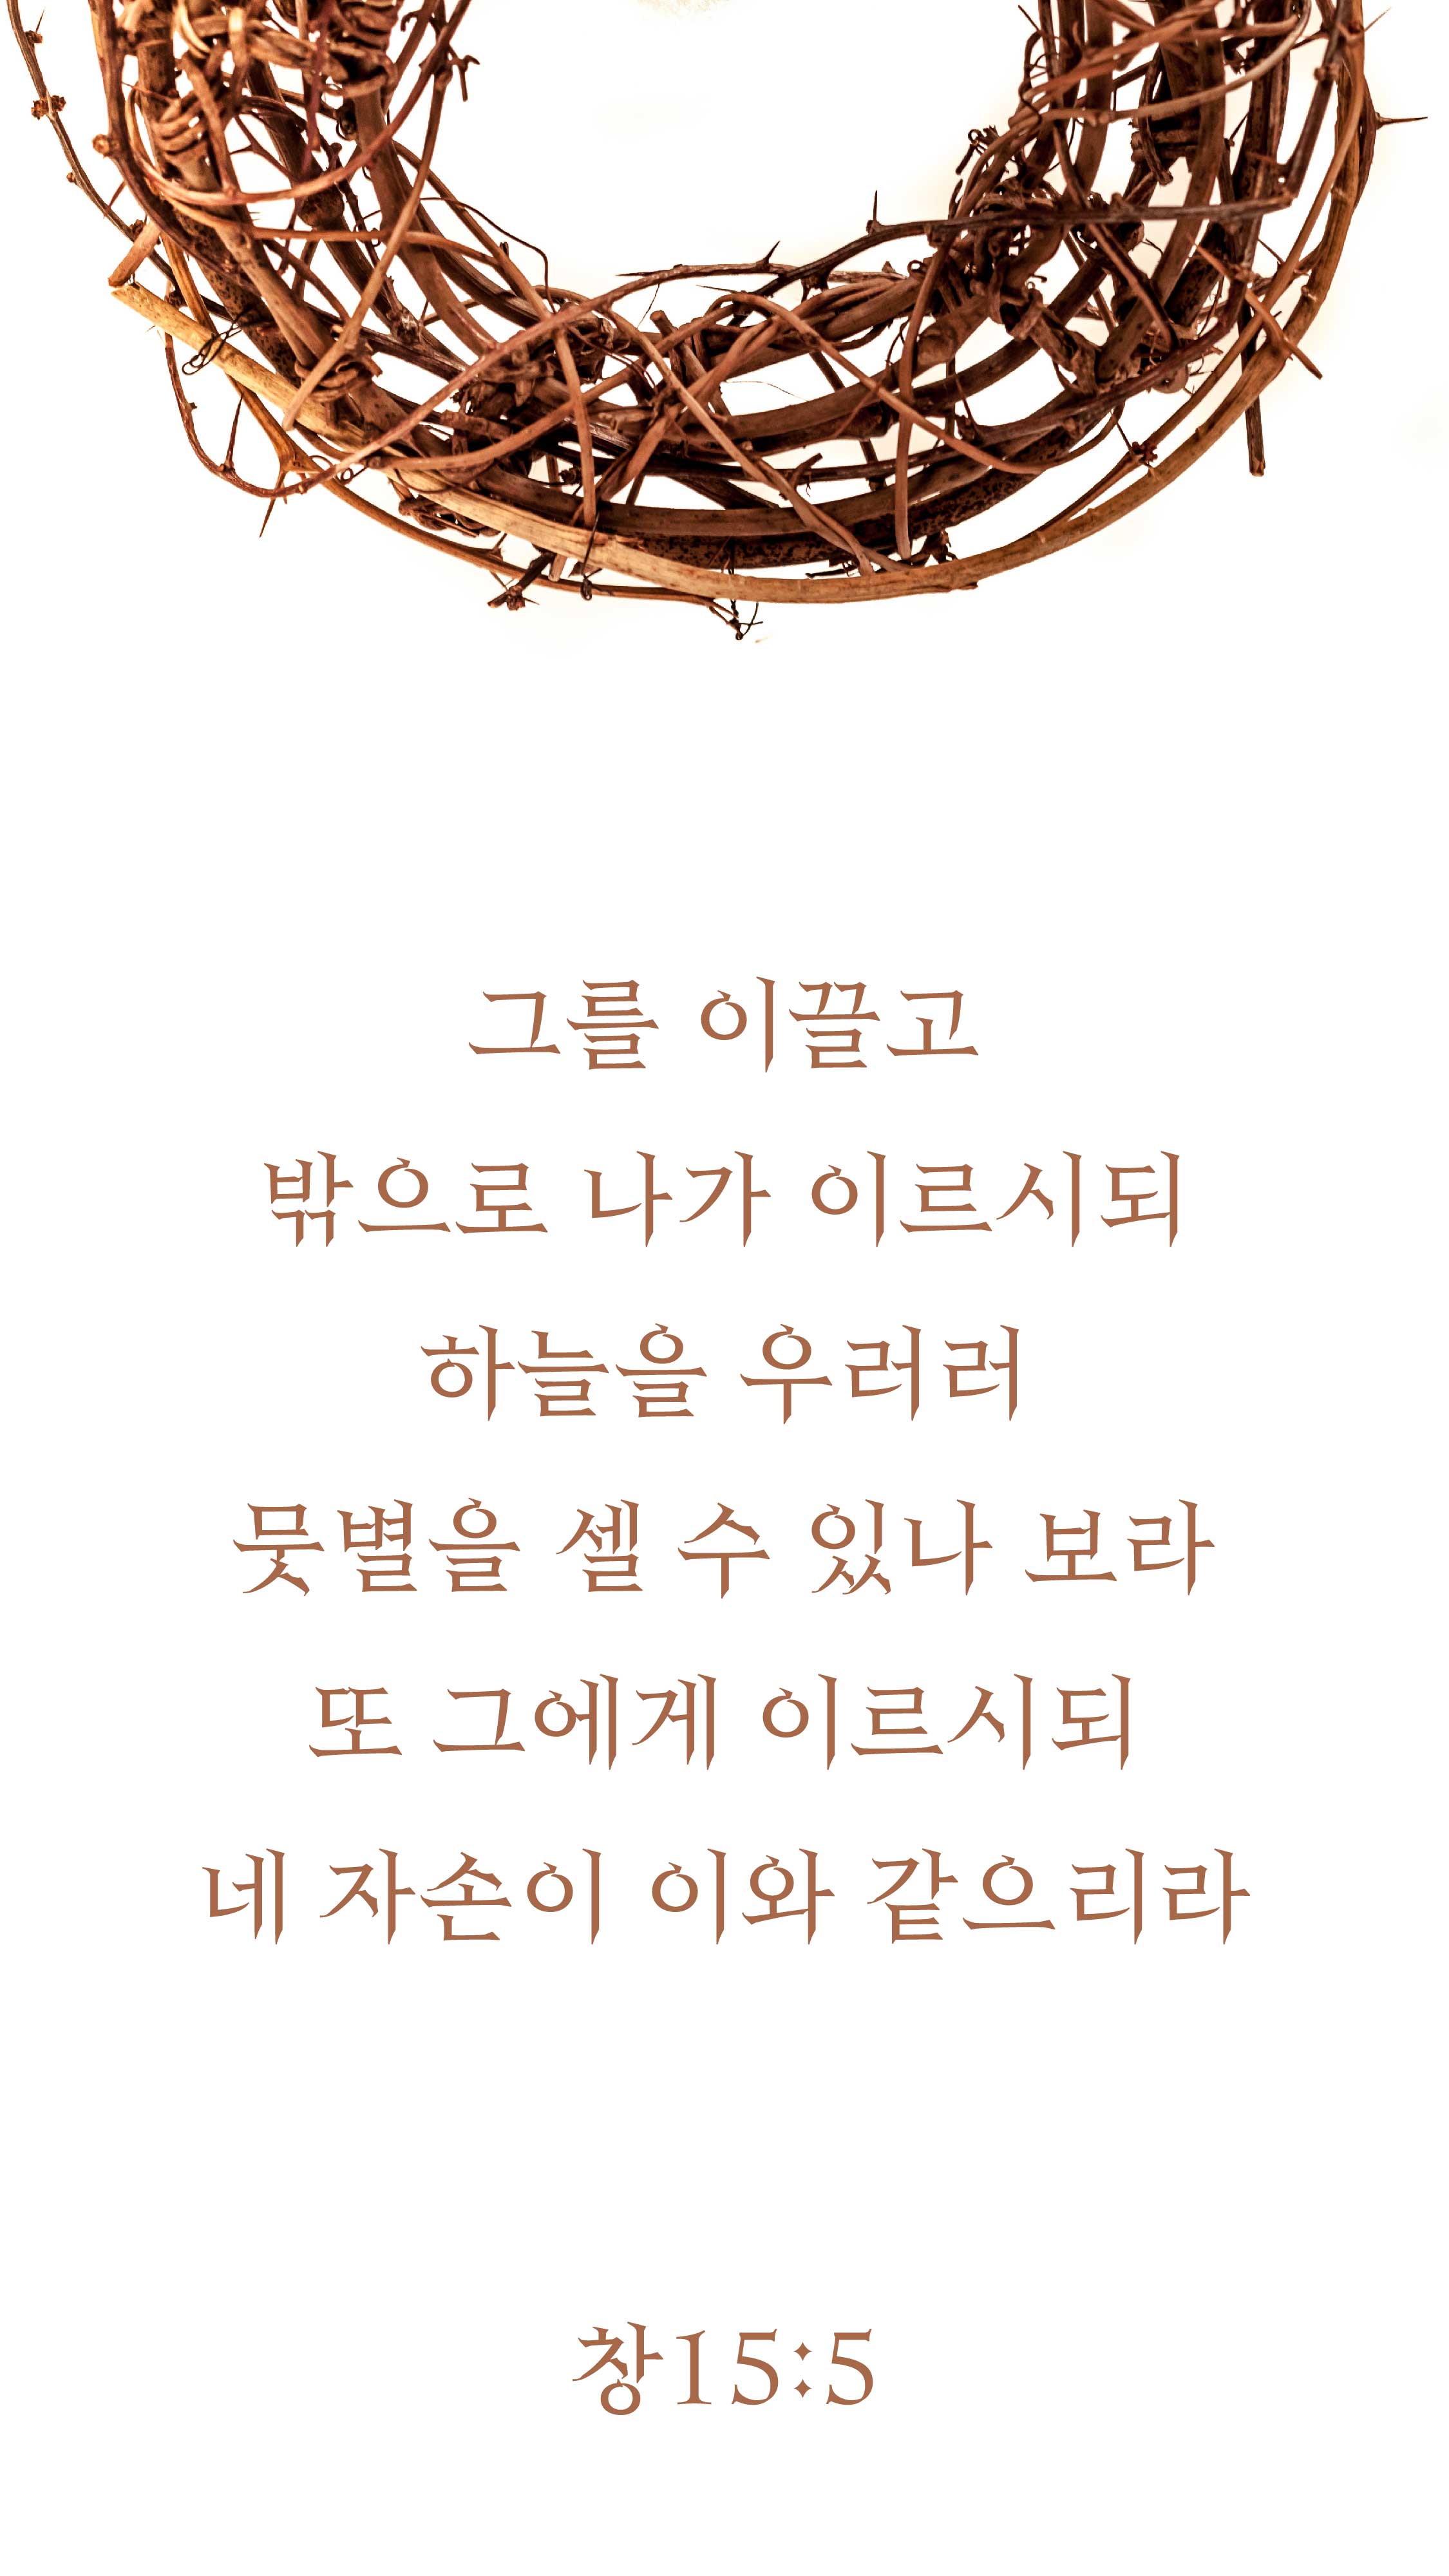 그를 이끌고
밖으로 나가 이르시되
하늘을 우러러
뭇별을 셀 수 있나 보라
또 그에게 이르시되
네 자손이 이와 같으리라
창15:5